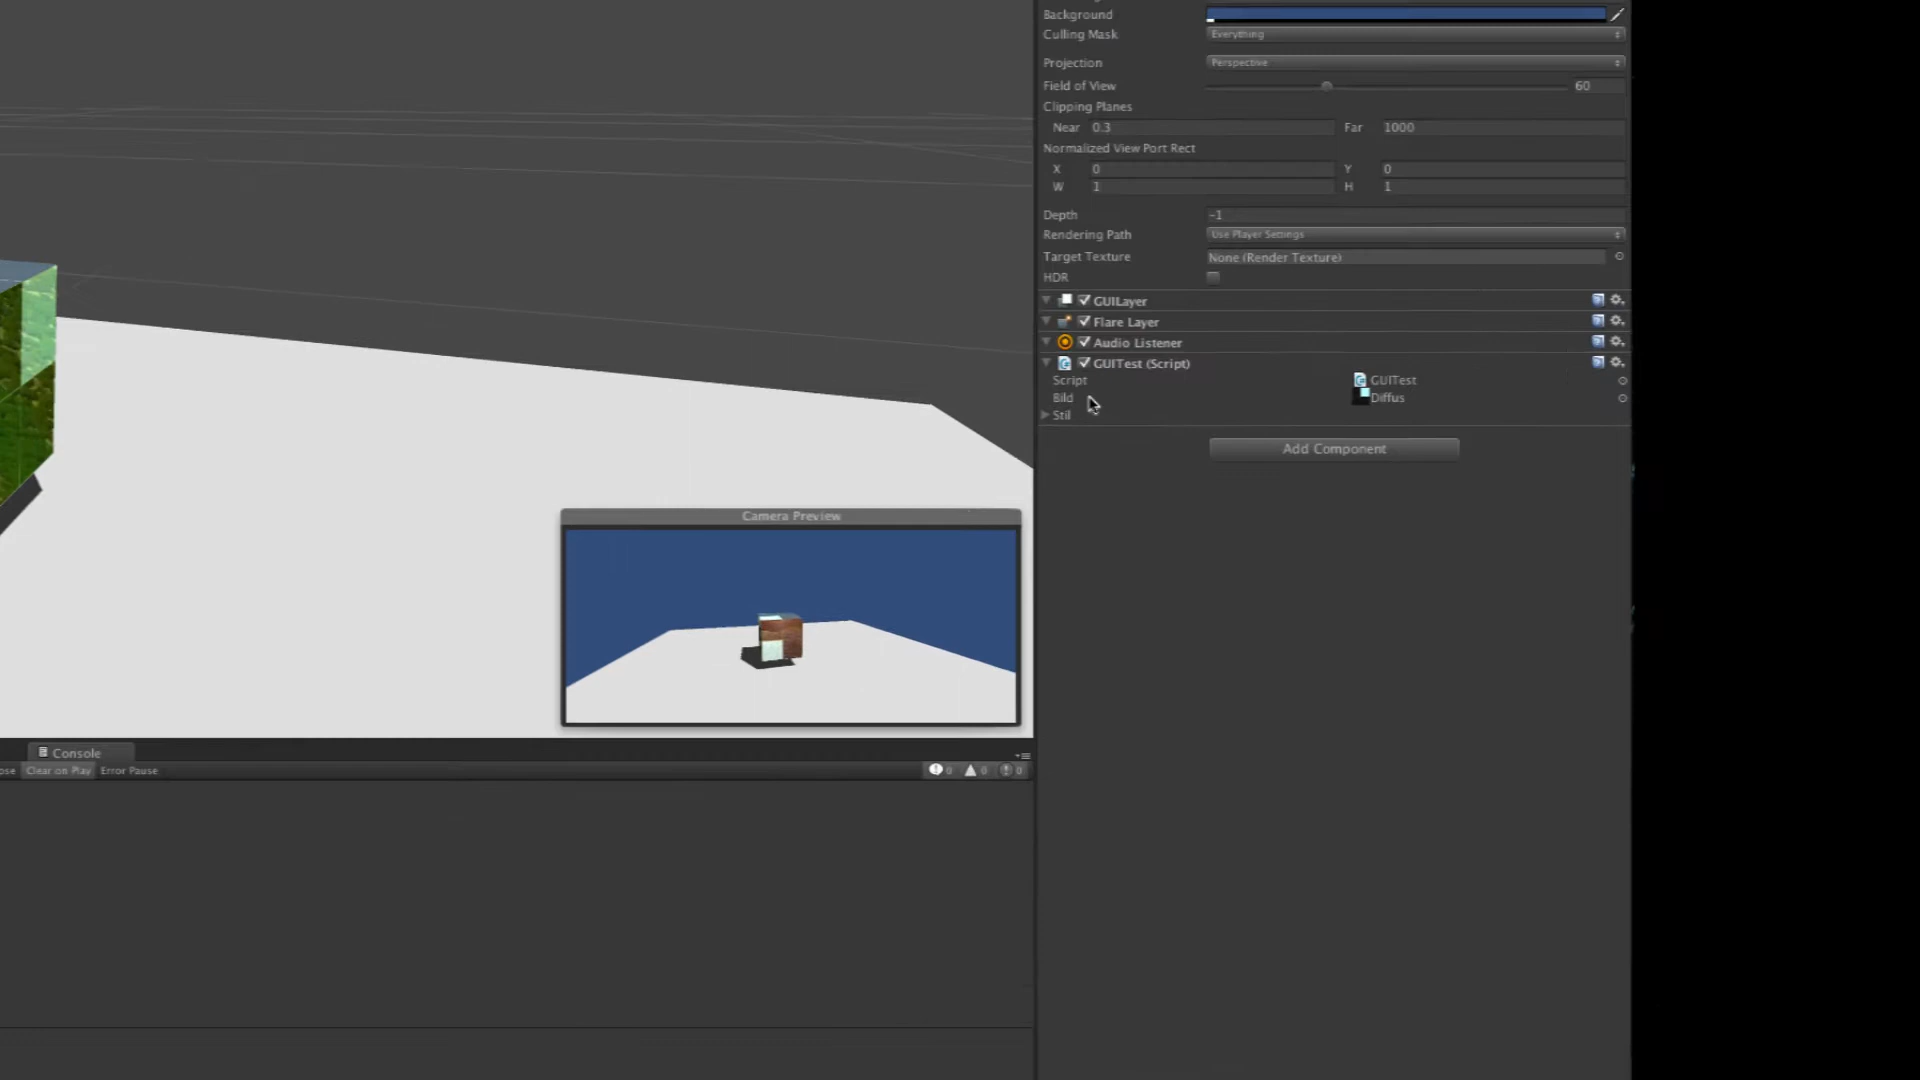 Background
Culling Mask Everything
Projection Perspective
Field of View 60
Clipping Planes
Near 0.3 Far 1000
Normalized View Port Rect
X 0 Y 0
W 1 H 1
Depth -1
Rendering Path Use Player Settings
Target Texture None (Render Texture)
HDR
GUILayer
Flare Layer
Audio Listener
GUITest (Script)
Script GUITest
Bild Diffus
Stil
Add Component
Camera Preview
Console
Clear on Play Error Pause
0 0 0